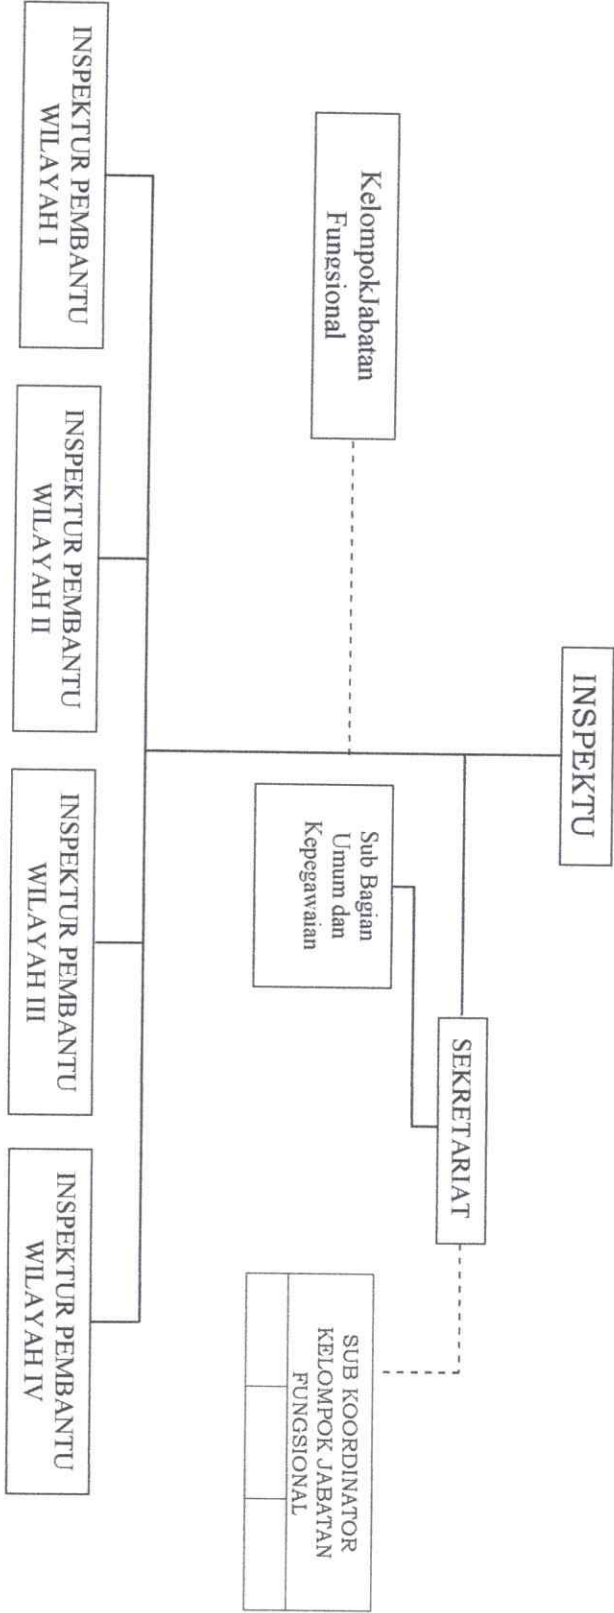 INSPEKTU
SEKRETARIAT
KelompokJabatan
Fungsional
Sub Bagian
Umum dan
Kepegawaian
SUB KOORDINATOR
KELOMPOK JABATAN
FUNGSIONAL
INSPEKTUR PEMBANTU
WILAYAH I
INSPEKTUR PEMBANTU
WILAYAH II
INSPEKTUR PEMBANTU
WILAYAH III
INSPEKTUR PEMBANTU
WILAYAH IV